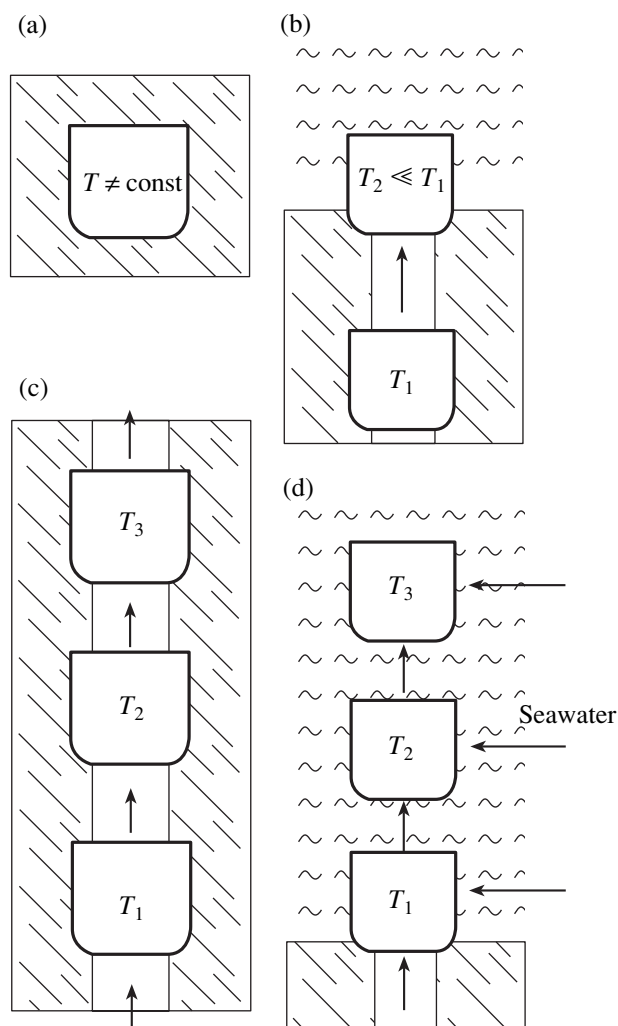 (a)
T ≠ const
(b)
T₂ ≪ T₁
T₁
(c)
T₃
T₂
T₁
(d)
T₃
Seawater
T₂
T₁